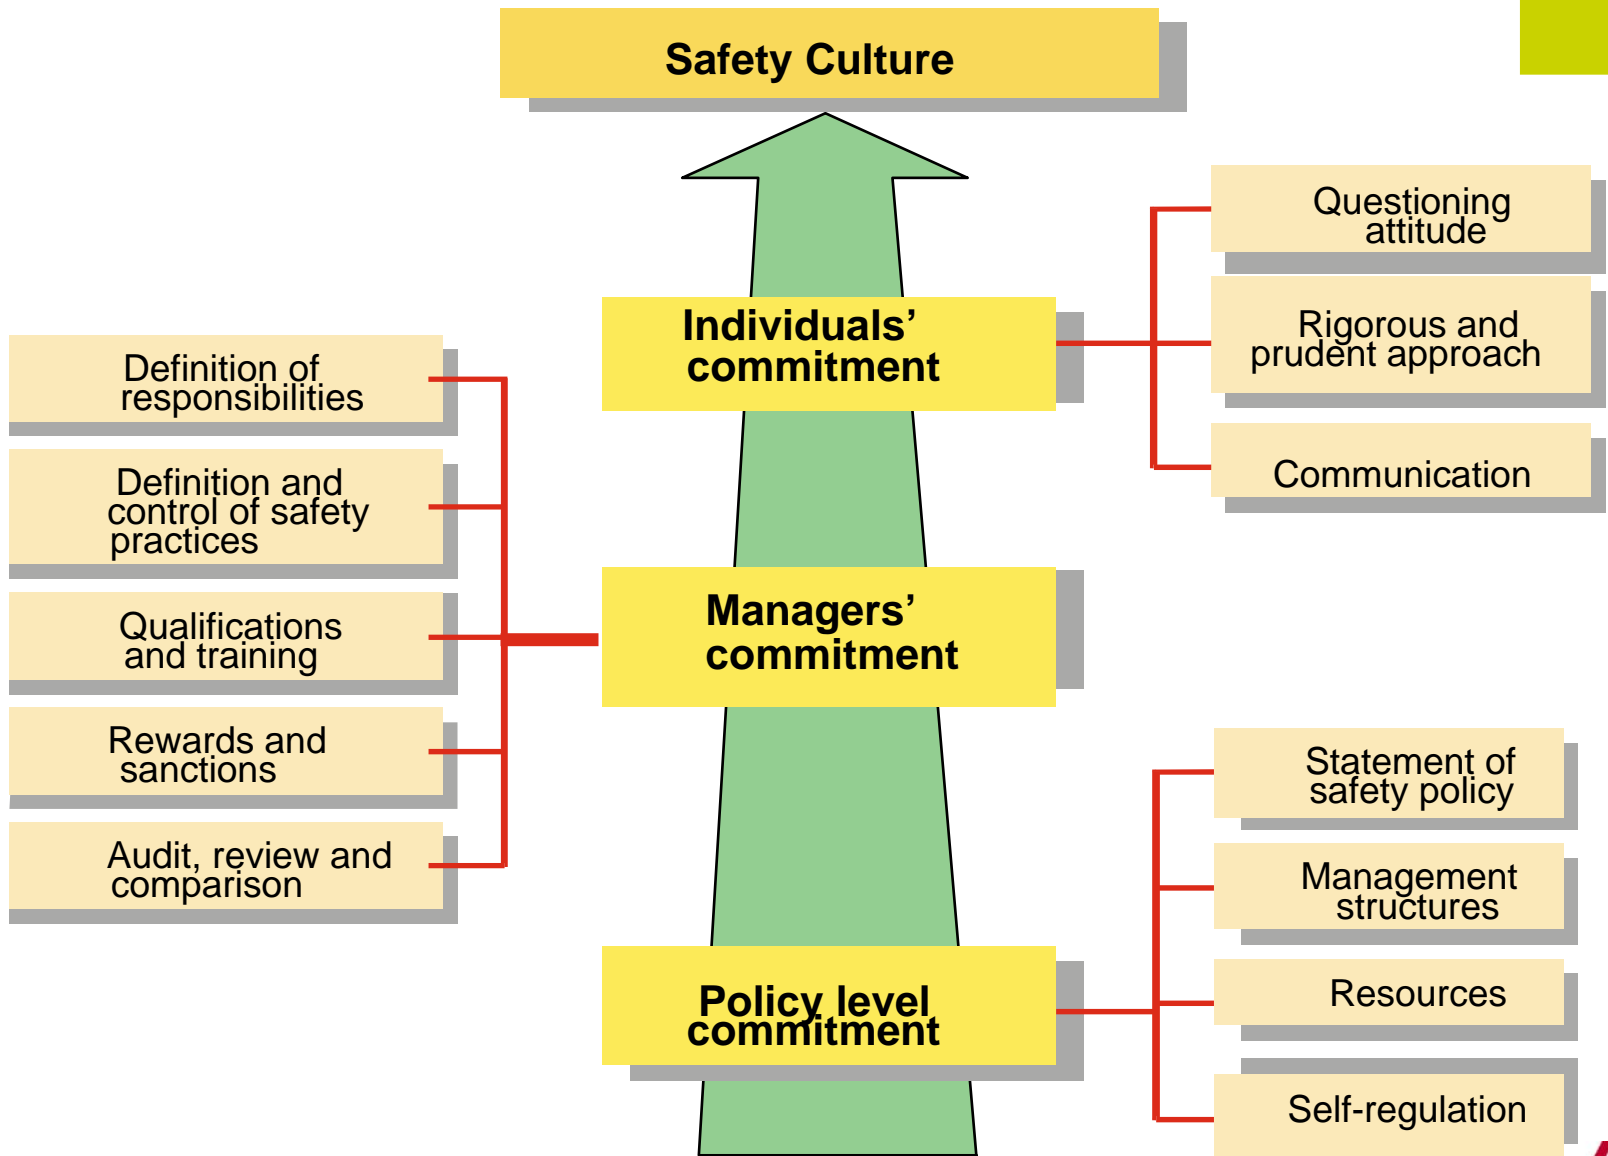 Safety Culture
Questioning
attitude
Individuals’
commitment
Rigorous and
prudent approach
Communication
Definition of
responsibilities
Definition and
control of safety
practices
Qualifications
and training
Rewards and
sanctions
Audit, review and
comparison
Managers’
commitment
Policy level
commitment
Statement of
safety policy
Management
structures
Resources
Self-regulation